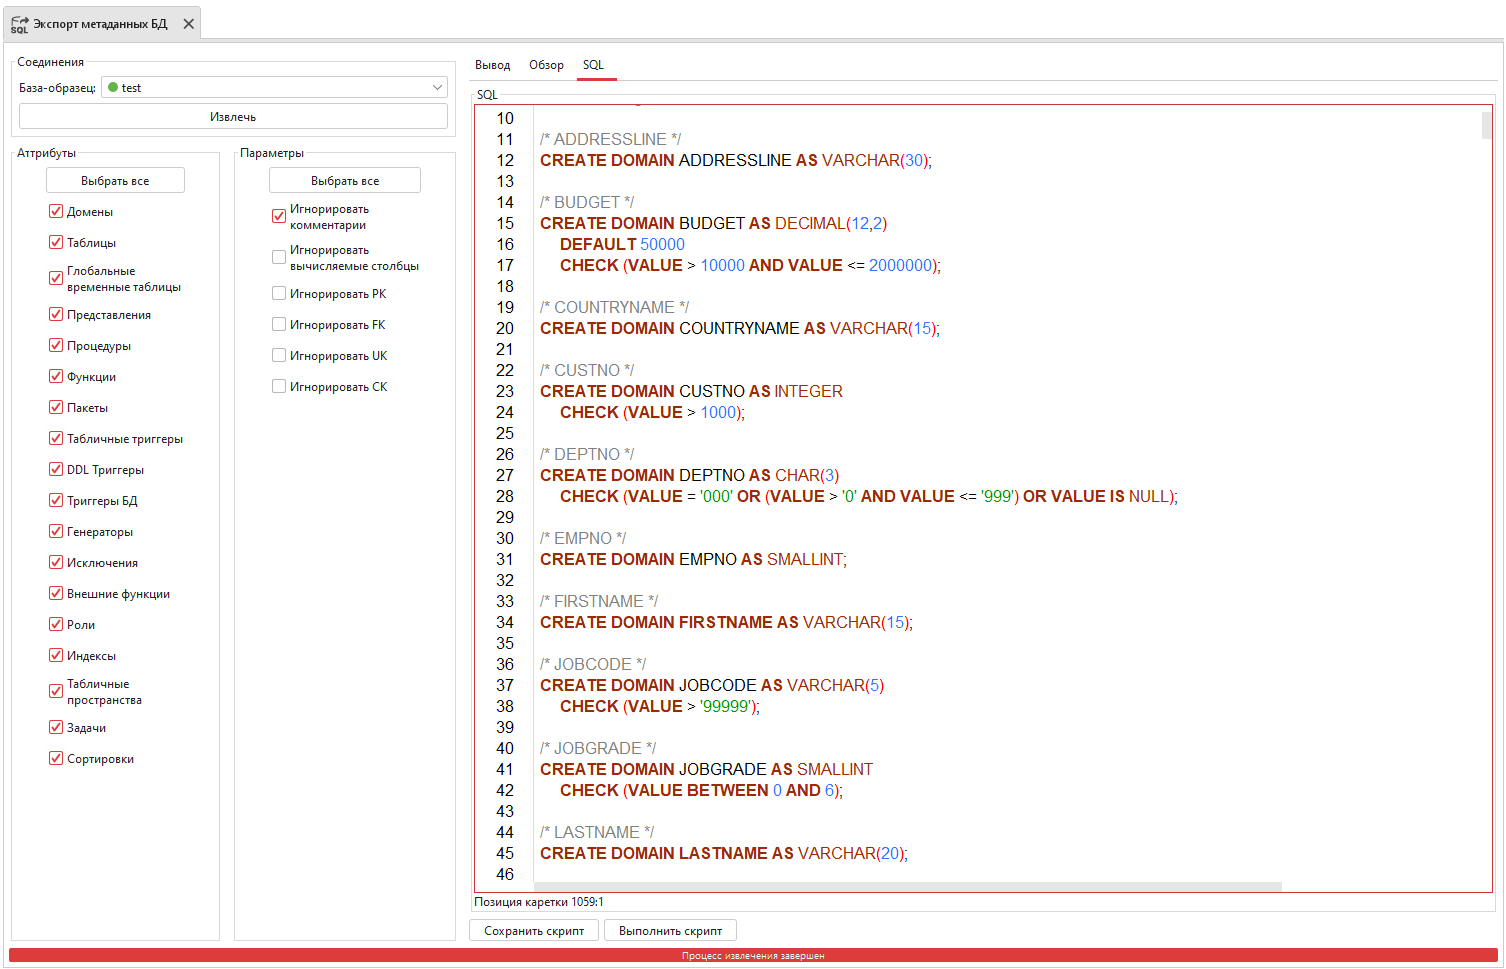 SQL
Экспорт метаданных БД
Соединения
База-образец:
test
Извлечь
Аттрибуты
Выбрать все
Домены
Таблицы
Глобальные
временные таблицы
Представления
Процедуры
Функции
Пакеты
Табличные триггеры
DDL Триггеры
Триггеры БД
Генераторы
Исключения
Внешние функции
Роли
Индексы
Табличные
пространства
Задачи
Сортировки
Параметры
Выбрать все
Игнорировать
комментарии
Игнорировать
вычисляемые столбцы
Игнорировать PK
Игнорировать FK
Игнорировать UK
Игнорировать CK
Вывод Обзор SQL
SQL
10
11 /* ADDRESSLINE */
12 CREATE DOMAIN ADDRESSLINE AS VARCHAR(30);
13
14 /* BUDGET */
15 CREATE DOMAIN BUDGET AS DECIMAL(12,2)
16 DEFAULT 50000
17 CHECK (VALUE > 10000 AND VALUE <= 2000000);
18
19 /* COUNTRYNAME */
20 CREATE DOMAIN COUNTRYNAME AS VARCHAR(15);
21
22 /* CUSTNO */
23 CREATE DOMAIN CUSTNO AS INTEGER
24 CHECK (VALUE > 1000);
25
26 /* DEPTNO */
27 CREATE DOMAIN DEPTNO AS CHAR(3)
28 CHECK (VALUE = '000' OR (VALUE > '0' AND VALUE <= '999') OR VALUE IS NULL);
29
30 /* EMPNO */
31 CREATE DOMAIN EMPNO AS SMALLINT;
32
33 /* FIRSTNAME */
34 CREATE DOMAIN FIRSTNAME AS VARCHAR(15);
35
36 /* JOBCODE */
37 CREATE DOMAIN JOBCODE AS VARCHAR(5)
38 CHECK (VALUE > '99999');
39
40 /* JOBGRADE */
41 CREATE DOMAIN JOBGRADE AS SMALLINT
42 CHECK (VALUE BETWEEN 0 AND 6);
43
44 /* LASTNAME */
45 CREATE DOMAIN LASTNAME AS VARCHAR(20);
46
Позиция каретки 1059:1
Сохранить скрипт Выполнить скрипт
Процесс извлечения завершен